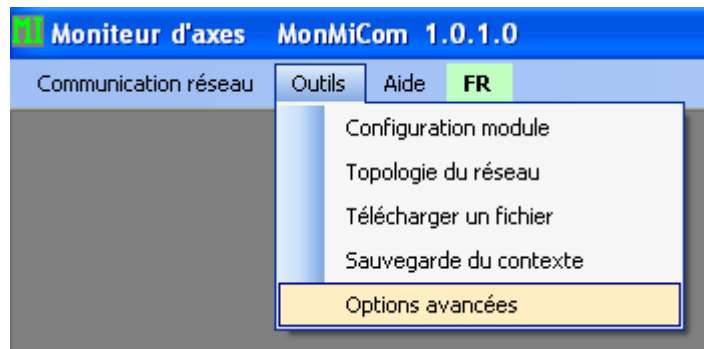 MI Moniteur d'axes MonMiCom 1.0.1.0
Communication réseau Outils Aide FR
Configuration module
Topologie du réseau
Télécharger un fichier
Sauvegarde du contexte
Options avancées